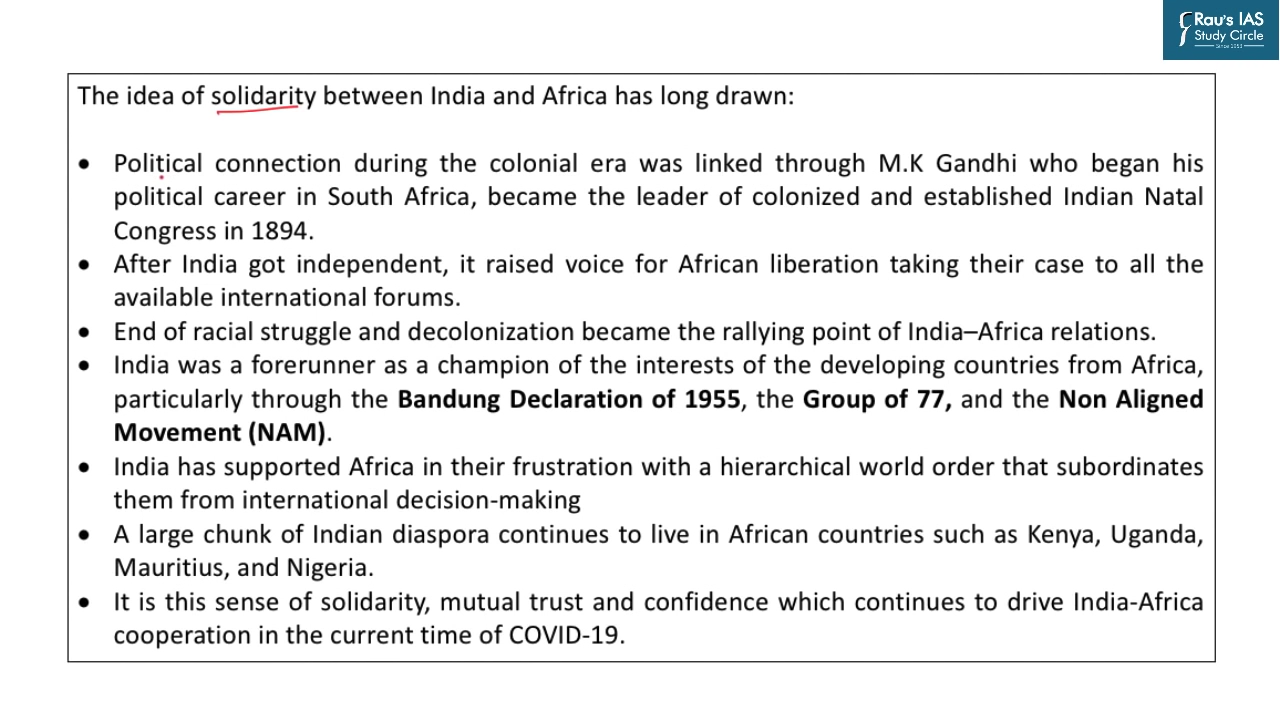 Rau's IAS
Study Circle
Since 1953
The idea of solidarity between India and Africa has long drawn:
• Political connection during the colonial era was linked through M.K Gandhi who began his
political career in South Africa, became the leader of colonized and established Indian Natal
Congress in 1894.
• After India got independent, it raised voice for African liberation taking their case to all the
available international forums.
• End of racial struggle and decolonization became the rallying point of India–Africa relations.
• India was a forerunner as a champion of the interests of the developing countries from Africa,
particularly through the Bandung Declaration of 1955, the Group of 77, and the Non Aligned
Movement (NAM).
• India has supported Africa in their frustration with a hierarchical world order that subordinates
them from international decision-making
• A large chunk of Indian diaspora continues to live in African countries such as Kenya, Uganda,
Mauritius, and Nigeria.
• It is this sense of solidarity, mutual trust and confidence which continues to drive India-Africa
cooperation in the current time of COVID-19.